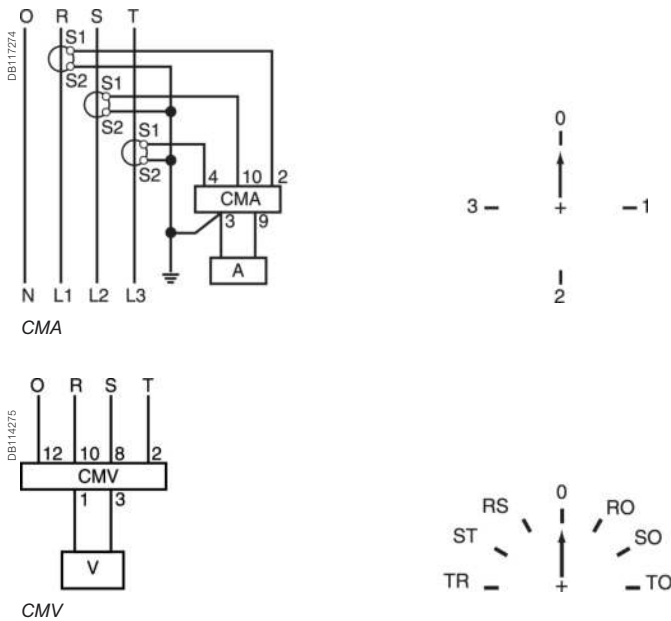 O R S T
DB117274
S1
S2
S1
S2
S1
S2
4 10 2
CMA
3 9
A
N L1 L2 L3
CMA
0
3 1
2
O R S T
DB114275
12 10 8 2
CMV
1 3
V
CMV
0
RS RO
ST SO
TR TO